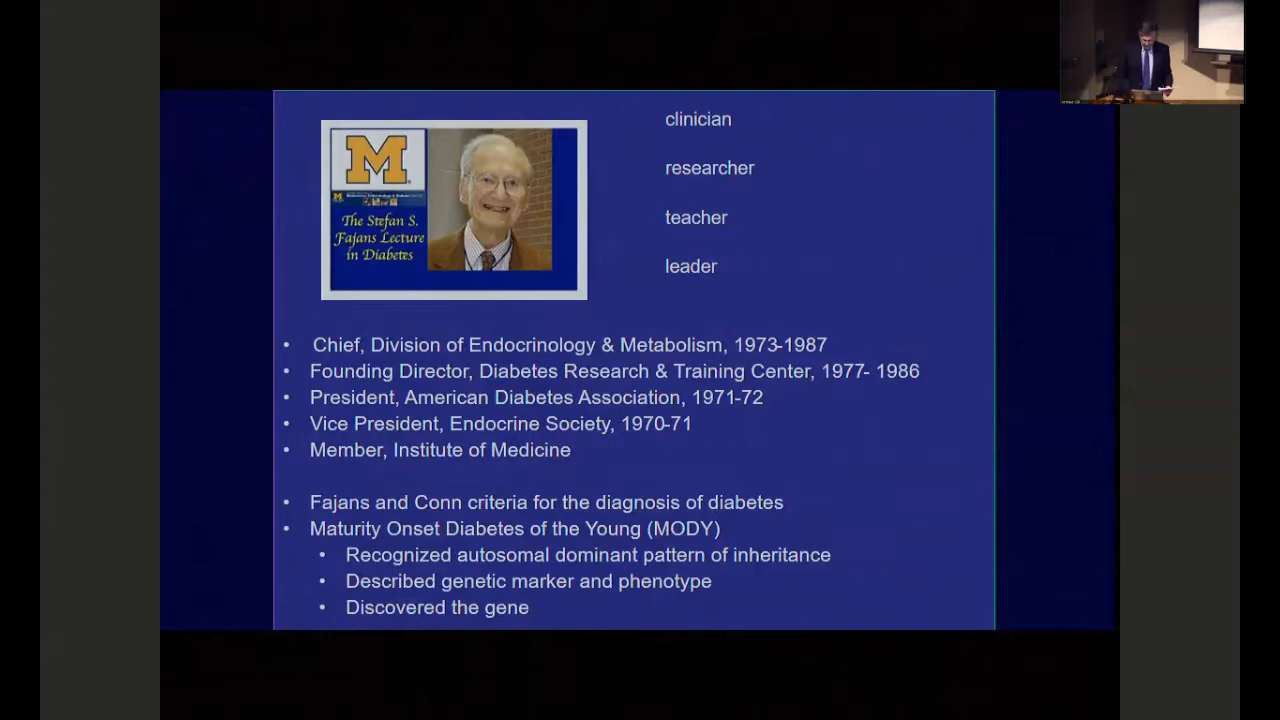 clinician
researcher
teacher
leader
M
The Stefan S.
Fajans Lecture
in Diabetes
• Chief, Division of Endocrinology & Metabolism, 1973-1987
• Founding Director, Diabetes Research & Training Center, 1977- 1986
• President, American Diabetes Association, 1971-72
• Vice President, Endocrine Society, 1970-71
• Member, Institute of Medicine
• Fajans and Conn criteria for the diagnosis of diabetes
• Maturity Onset Diabetes of the Young (MODY)
• Recognized autosomal dominant pattern of inheritance
• Described genetic marker and phenotype
• Discovered the gene